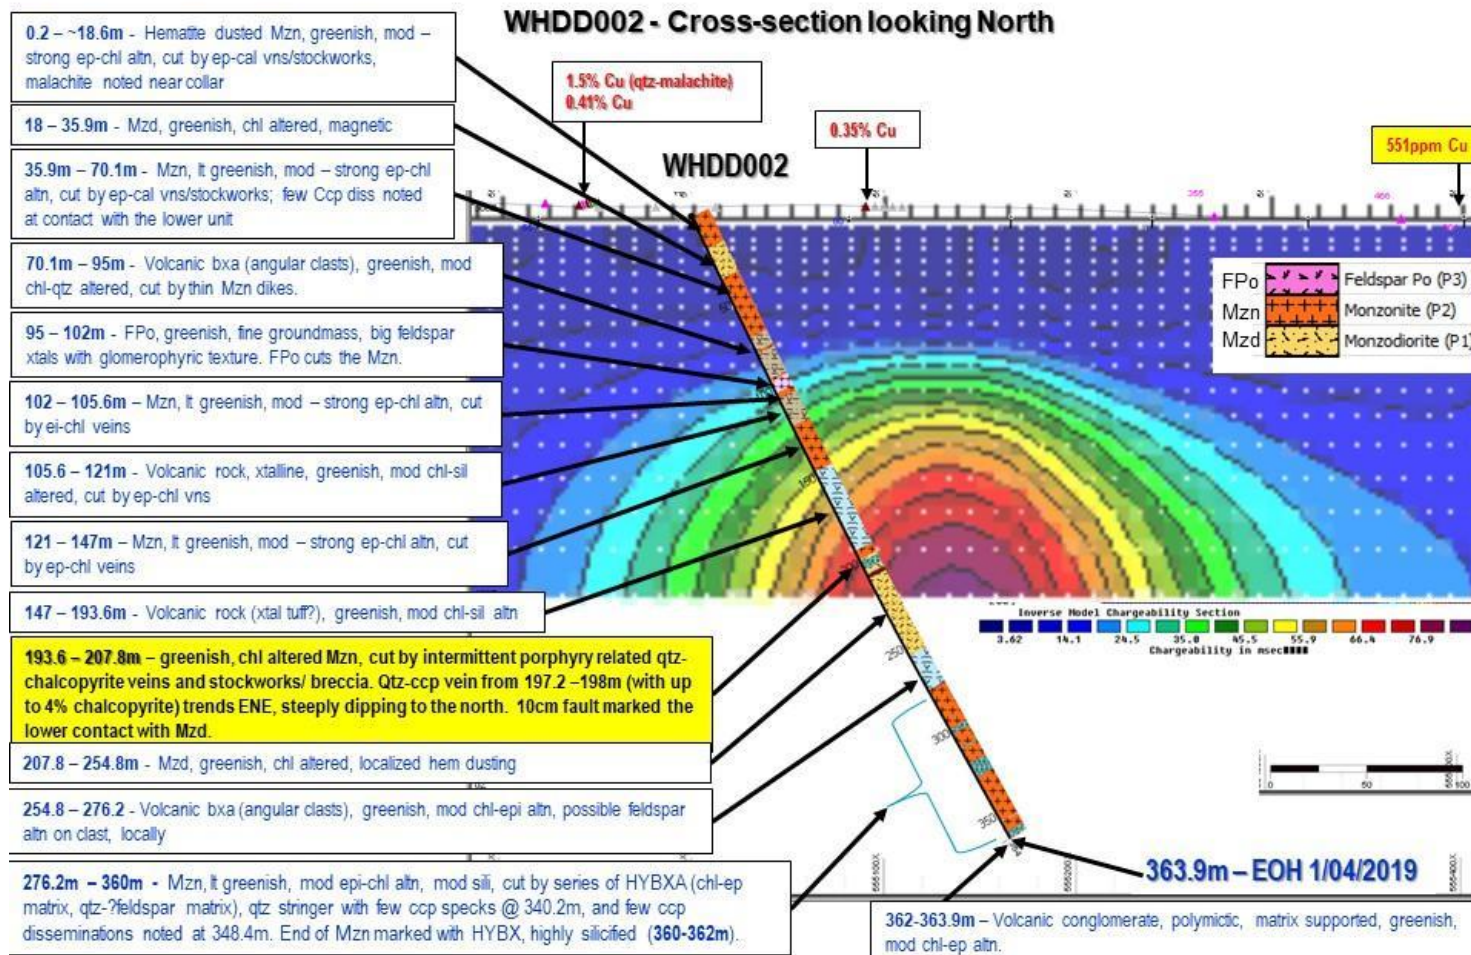 WHDD002 - Cross-section looking North
0.2 – ~18.6m - Hematite dusted Mzn, greenish, mod –
strong ep-chl altn, cut by ep-cal vns/stockworks,
malachite noted near collar
18 – 35.9m - Mzd, greenish, chl altered, magnetic
35.9m – 70.1m - Mzn, lt greenish, mod – strong ep-chl
altn, cut by ep-cal vns/stockworks; few Ccp diss noted
at contact with the lower unit
70.1m – 95m - Volcanic bxa (angular clasts), greenish, mod
chl-qtz altered, cut by thin Mzn dikes.
95 – 102m - FPo, greenish, fine groundmass, big feldspar
xtals with glomerophyric texture. FPo cuts the Mzn.
102 – 105.6m – Mzn, lt greenish, mod – strong ep-chl altn, cut
by ei-chl veins
105.6 – 121m – Volcanic rock, xtalline, greenish, mod chl-sil
altered, cut by ep-chl vns
121 – 147m – Mzn, lt greenish, mod – strong ep-chl altn, cut
by ep-chl veins
147 – 193.6m – Volcanic rock (xtal tuff?), greenish, mod chl-sil altn
193.6 – 207.8m – greenish, chl altered Mzn, cut by intermittent porphyry related qtz-
chalcopyrite veins and stockworks/ breccia. Qtz-ccp vein from 197.2 –198m (with up
to 4% chalcopyrite) trends ENE, steeply dipping to the north. 10cm fault marked the
lower contact with Mzd.
207.8 – 254.8m - Mzd, greenish, chl altered, localized hem dusting
254.8 – 276.2 - Volcanic bxa (angular clasts), greenish, mod chl-epi altn, possible feldspar
altn on clast, locally
276.2m – 360m - Mzn, lt greenish, mod epi-chl altn, mod sili, cut by series of HYBXA (chl-ep
matrix, qtz-?feldspar matrix), qtz stringer with few ccp specks @ 340.2m, and few ccp
disseminations noted at 348.4m. End of Mzn marked with HYBX, highly silicified (360-362m).
1.5% Cu (qtz-malachite)
0.41% Cu
0.35% Cu
551ppm Cu
WHDD002
FPo Feldspar Po (P3)
Mzn Monzonite (P2)
Mzd Monzodiorite (P1)
150
250
300
350
Inverse Model Chargeability Section
3.62 14.1 24.5 35.0 45.5 55.9 66.4 76.9
Chargeability in msec
0 50 100
363.9m – EOH 1/04/2019
362-363.9m – Volcanic conglomerate, polymictic, matrix supported, greenish,
mod chl-ep altn.
555100X
555200X
555400X